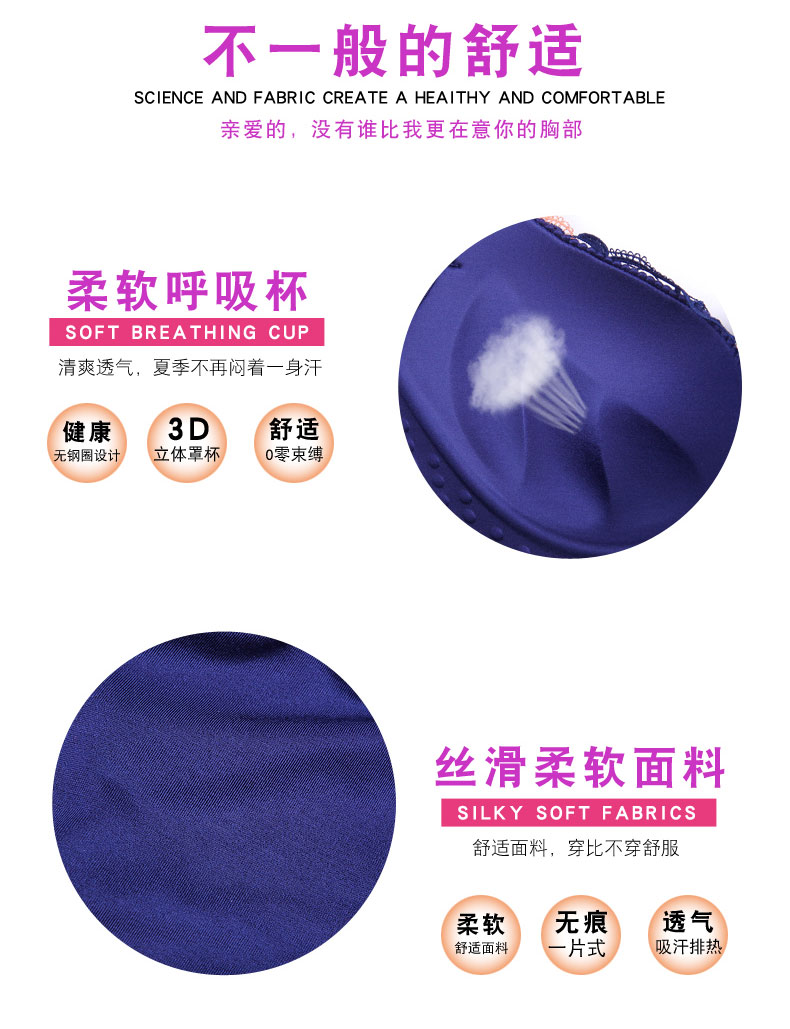 不一般的舒适
SCIENCE AND FABRIC CREATE A HEAITHY AND COMFORTABLE
亲爱的，没有谁比我更在意你的胸部
柔软呼吸杯
SOFT BREATHING CUP
清爽透气，夏季不再闷着一身汗
健康
无钢圈设计
3D
立体罩杯
舒适
0零束缚
丝滑柔软面料
SILKY SOFT FABRICS
舒适面料，穿比不穿舒服
柔软
舒适面料
无痕
一片式
透气
吸汗排热